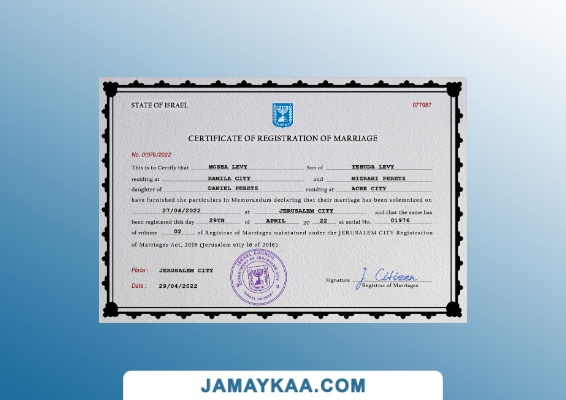 STATE OF ISRAEL
077987
CERTIFICATE OF REGISTRATION OF MARRIAGE
No. 01976/2022
This is to Certify that MOSHA LEVY Son of YEHUDA LEVY
residing at RAMLA CITY and MIZRAHI PERETZ
daughter of DANIEL PERETZ residing at ACRE CITY
have furnished the particulars in Memorandum declaring that their marriage has been solemnized on
27/04/2022 at JERUSALEM CITY and that the same has
been registered this day 29TH of APRIL 20 22 at serial No. 01976
of volume 02 of Registrar of Marriages maintained under the JERUSALEM CITY Registration
of Marriages Act, 2016 (Jerusalem city 16 of 2016).
Place : JERUSALEM CITY
Date : 29/04/2022
Signature J. Citizen
Registrar of Marriages
JAMAYKAA.COM